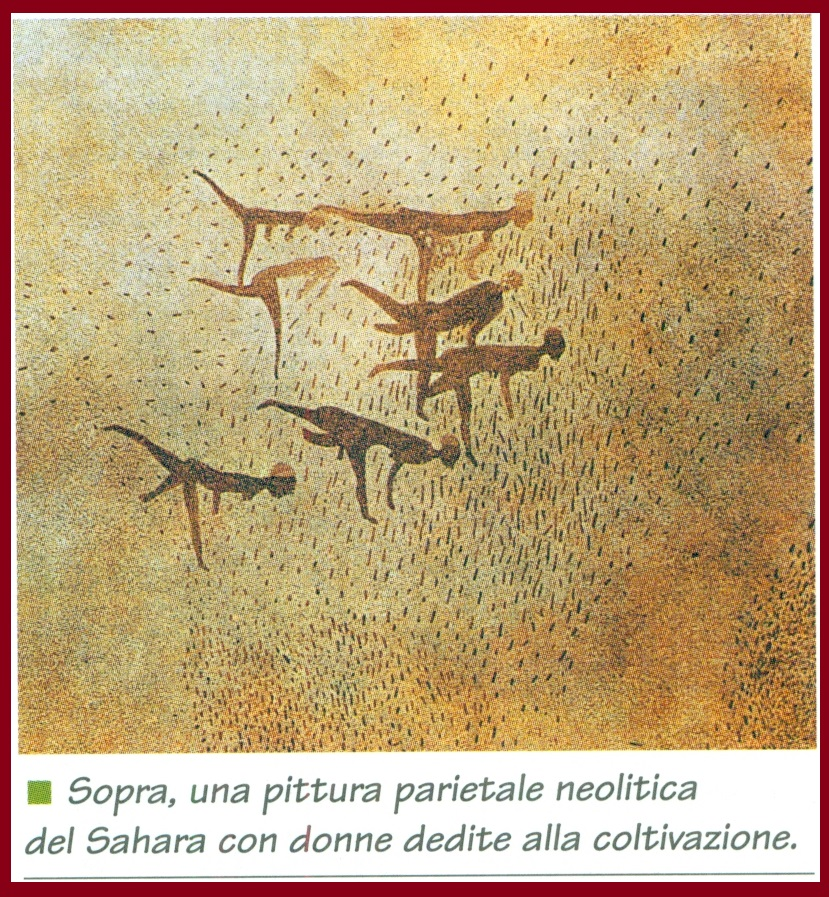 Sopra, una pittura parietale neolitica
del Sahara con donne dedite alla coltivazione.